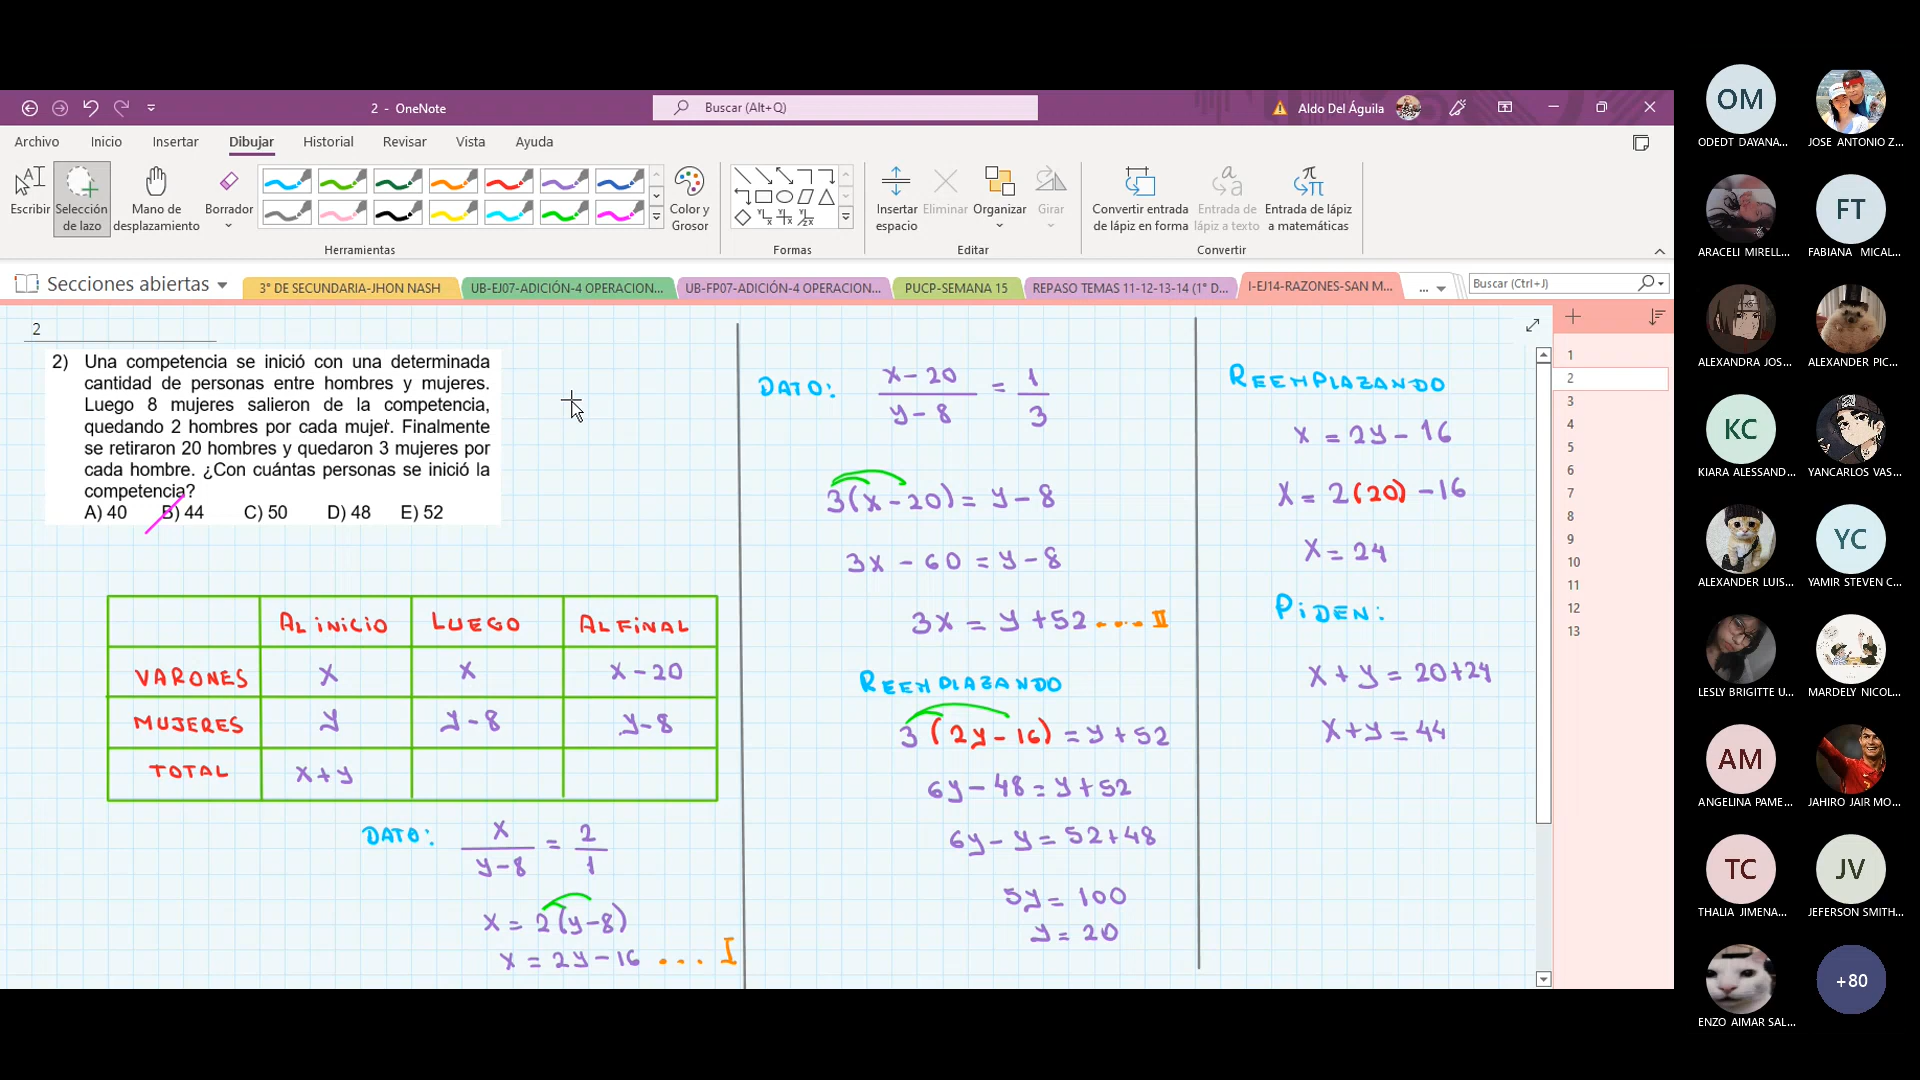 2 - OneNote
Buscar (Alt+Q)
Aldo Del Águila
Archivo Inicio Insertar Dibujar Historial Revisar Vista Ayuda
Escribir
Selección de lazo
Mano de desplazamiento
Borrador
Color y Grosor
Insertar espacio
Eliminar
Organizar
Girar
Convertir entrada de lápiz en forma
Entrada de lápiz a texto
Entrada de lápiz a matemáticas
Herramientas
Formas
Editar
Convertir
Secciones abiertas
3° DE SECUNDARIA-JHON NASH
UB-EJ07-ADICIÓN-4 OPERACION...
UB-FP07-ADICIÓN-4 OPERACION...
PUCP-SEMANA 15
REPASO TEMAS 11-12-13-14 (1° D...
I-EJ14-RAZONES-SAN M...
...
Buscar (Ctrl+J)
2
2) Una competencia se inició con una determinada
cantidad de personas entre hombres y mujeres.
Luego 8 mujeres salieron de la competencia,
quedando 2 hombres por cada mujer. Finalmente
se retiraron 20 hombres y quedaron 3 mujeres por
cada hombre. ¿Con cuántas personas se inició la
competencia?
A) 40 B) 44 C) 50 D) 48 E) 52
AL INICIO LUEGO AL FINAL
VARONES x x x-20
MUJERES y y-8 y-8
TOTAL x+y
DATO: x/(y-8) = 2/1
x = 2(y-8)
x = 2y-16 .... I
DATO: (x-20)/(y-8) = 1/3
3(x-20) = y-8
3x - 60 = y-8
3x = y+52 .... II
REEMPLAZANDO
3(2y-16) = y+52
6y-48 = y+52
6y-y = 52+48
5y = 100
y = 20
REEMPLAZANDO
x = 2y-16
x = 2(20)-16
x = 24
PIDEN:
x+y = 20+24
x+y = 44
1
2
3
4
5
6
7
8
9
10
11
12
13
OM
ODEDT DAYANA...
JOSE ANTONIO Z...
ARACELI MIRELL...
FT
FABIANA MICAL...
ALEXANDRA JOS...
ALEXANDER PIC...
KC
KIARA ALESSAND...
YANCARLOS VAS...
ALEXANDER LUIS...
YC
YAMIR STEVEN C...
LESLY BRIGITTE U...
MARDELY NICOL...
AM
ANGELINA PAME...
JAHIRO JAIR MO...
TC
THALIA JIMENA...
JV
JEFERSON SMITH...
ENZO AIMAR SAL...
+80